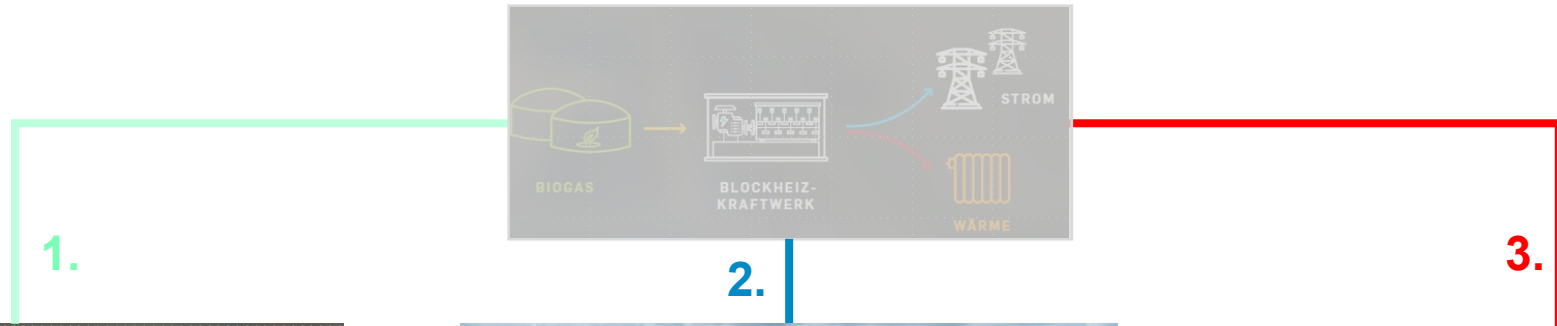 STROM
BIOGAS
BLOCKHEIZ-
KRAFTWERK
WÄRME
1.
2.
3.